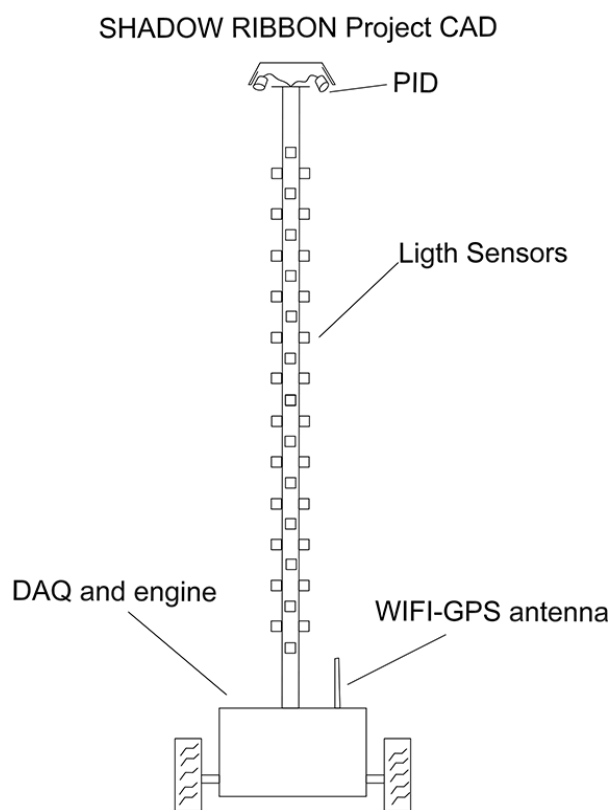 SHADOW RIBBON Project CAD
PID
Ligth Sensors
DAQ and engine
WIFI-GPS antenna